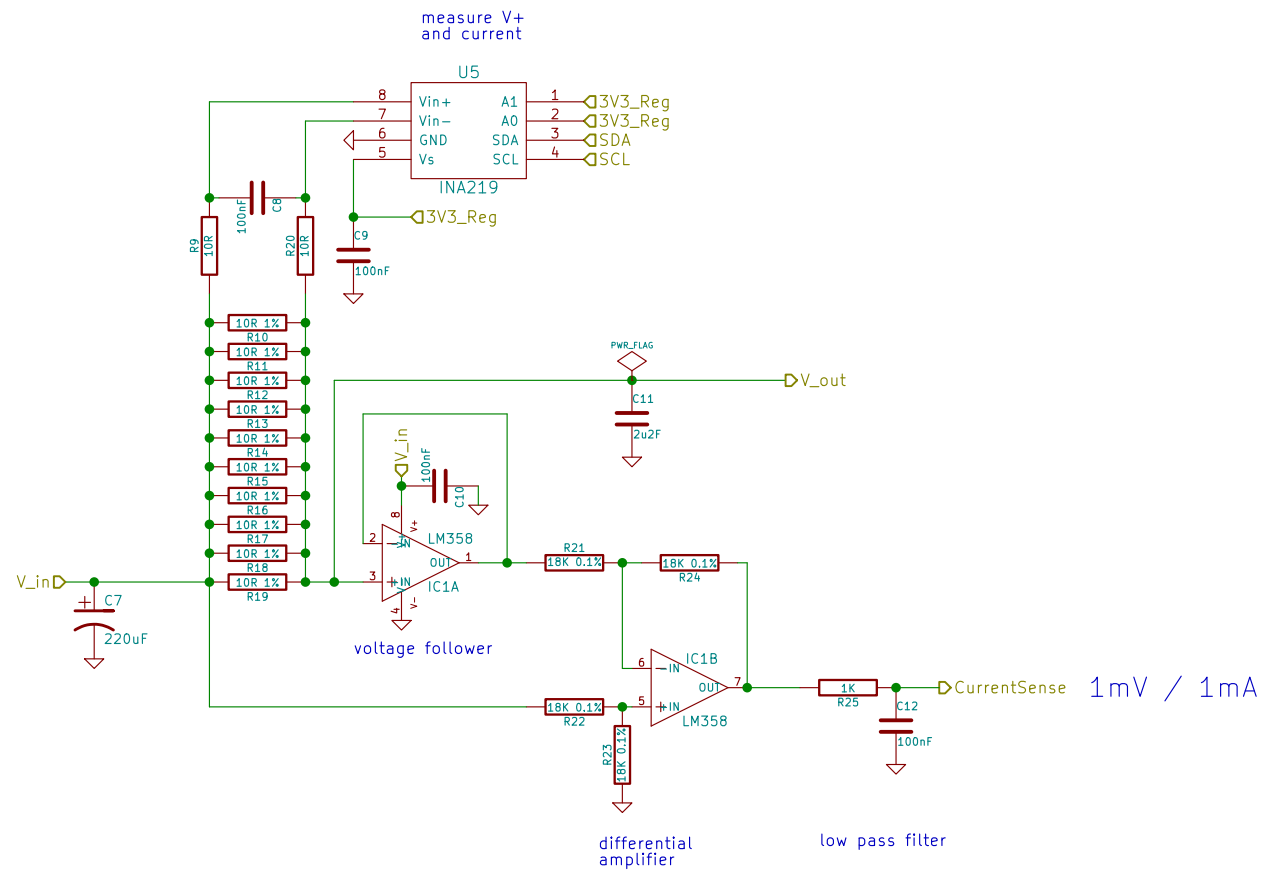 measure V+
and current
U5
8 Vin+ A1 1 3V3_Reg
7 Vin- A0 2 3V3_Reg
6 GND SDA 3 SDA
5 Vs SCL 4 SCL
INA219
100nF C8
3V3_Reg
R9 10R
R20 10R
C9
100nF
10R 1%
R10
10R 1%
R11
10R 1%
R12
10R 1%
R13
10R 1%
R14
10R 1%
R15
10R 1%
R16
10R 1%
R17
10R 1%
R18
10R 1%
R19
PWR_FLAG
V_out
C11
2u2F
V_in
100nF
C10
8 V+
LM358
2 -IN
OUT 1
3 +IN
IC1A
4 V-
voltage follower
V_in
C7
220uF
R21
18K 0.1%
18K 0.1%
R24
IC1B
6 -IN
OUT 7
5 +IN
LM358
18K 0.1%
R22
R23 18K 0.1%
1K
R25
CurrentSense
1mV / 1mA
C12
100nF
differential
amplifier
low pass filter